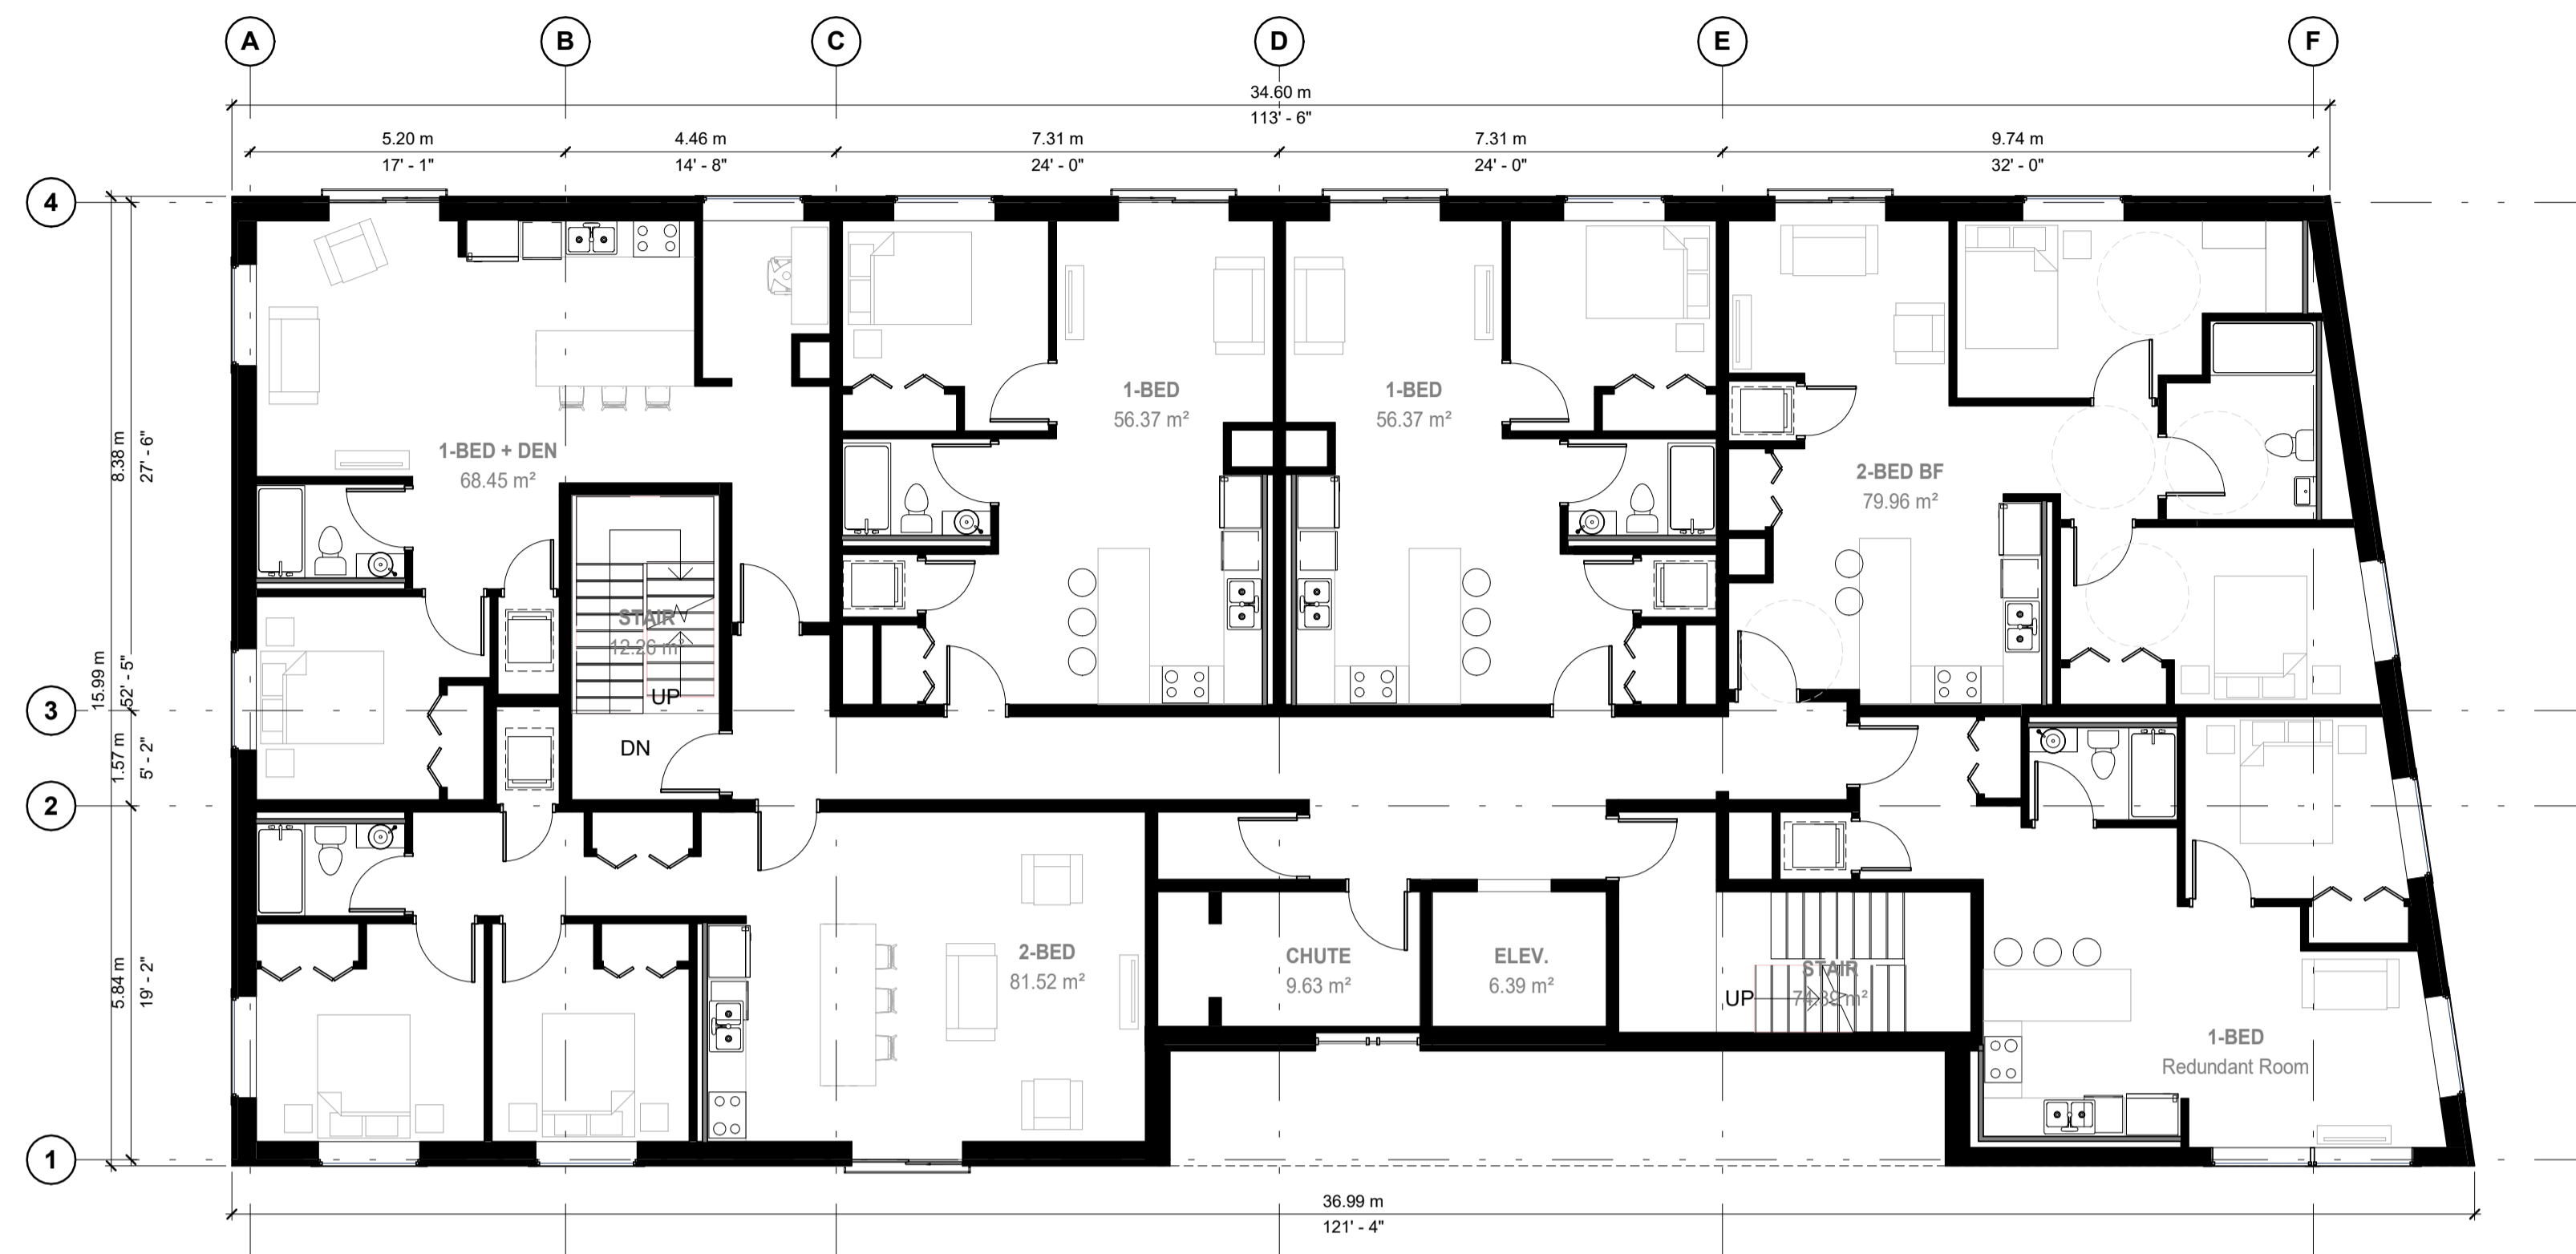 A
B
C
D
E
F
34.60 m
113' - 6"
5.20 m
4.46 m
7.31 m
7.31 m
9.74 m
17' - 1"
14' - 8"
24' - 0"
24' - 0"
32' - 0"
4
3
2
1
8.38 m
27' - 6"
15.99 m
52' - 5"
1.57 m
5' - 2"
5.84 m
19' - 2"
1-BED + DEN
68.45 m²
1-BED
56.37 m²
1-BED
56.37 m²
2-BED BF
79.96 m²
STAIR
12.26 m²
UP
DN
2-BED
81.52 m²
CHUTE
9.63 m²
ELEV.
6.39 m²
STAIR
UP
1-BED
Redundant Room
36.99 m
121' - 4"